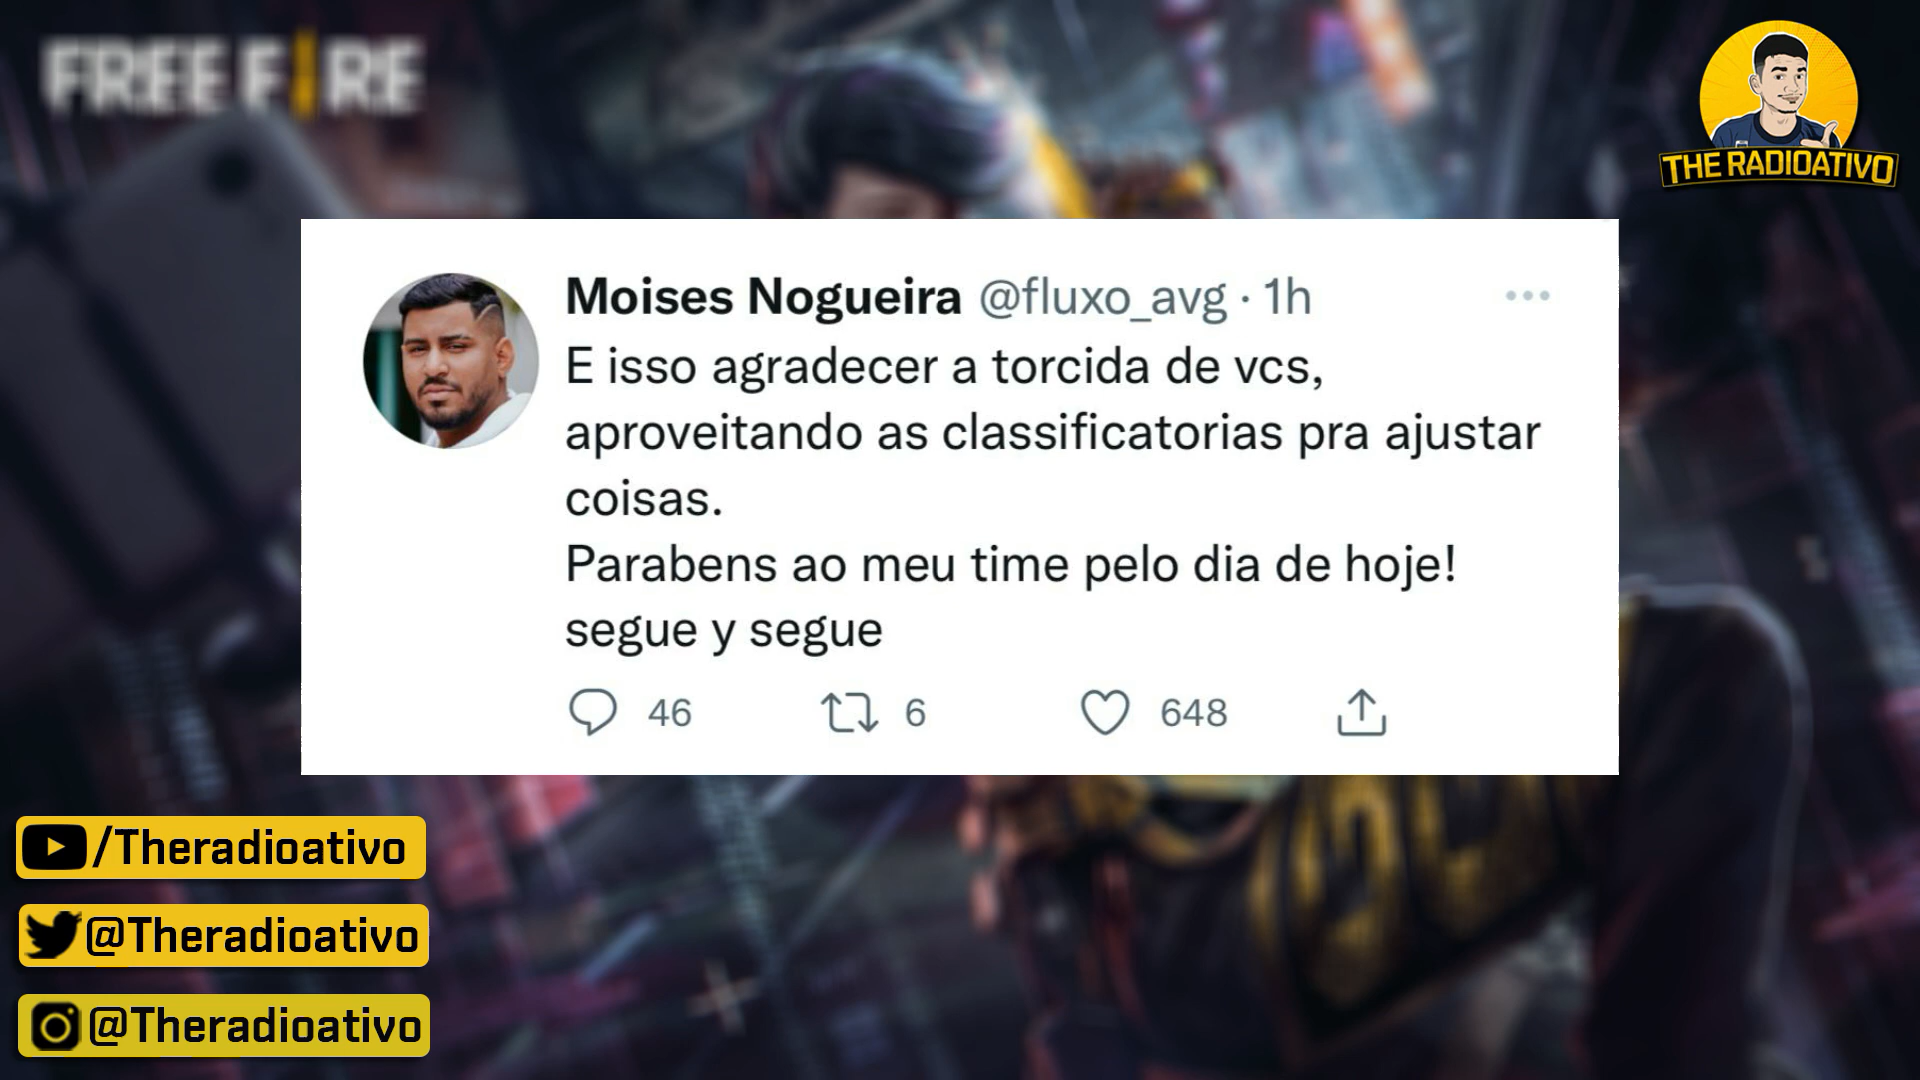 FREE FIRE
THE RADIOATIVO
Moises Nogueira @fluxo_avg · 1h
E isso agradecer a torcida de vcs,
aproveitando as classificatorias pra ajustar
coisas.
Parabens ao meu time pelo dia de hoje!
segue y segue
46 6 648
/Theradioativo
@Theradioativo
@Theradioativo